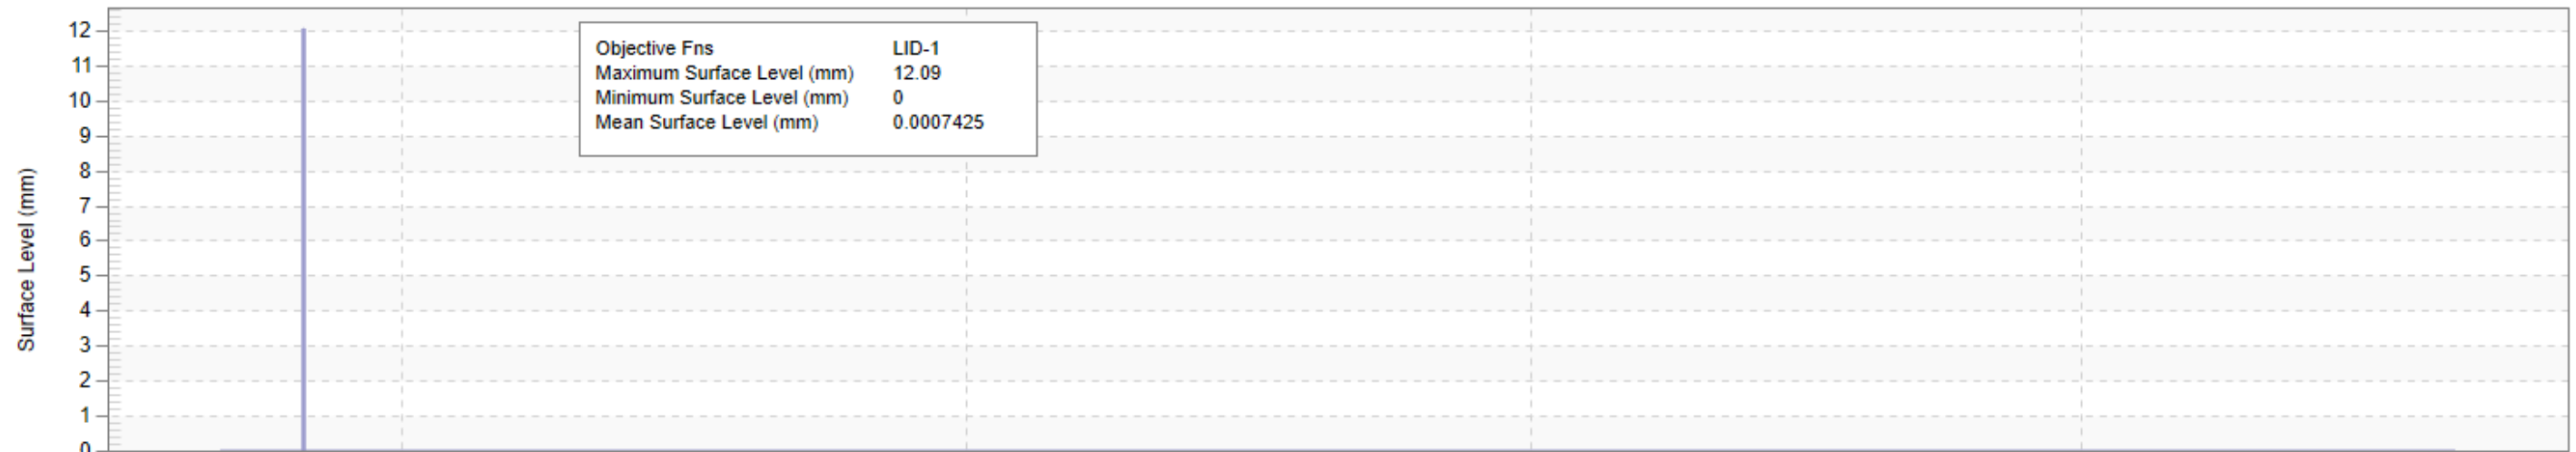 Surface Level (mm)
12
11
10
9
8
7
6
5
4
3
2
1
0
Objective Fns LID-1
Maximum Surface Level (mm) 12.09
Minimum Surface Level (mm) 0
Mean Surface Level (mm) 0.0007425